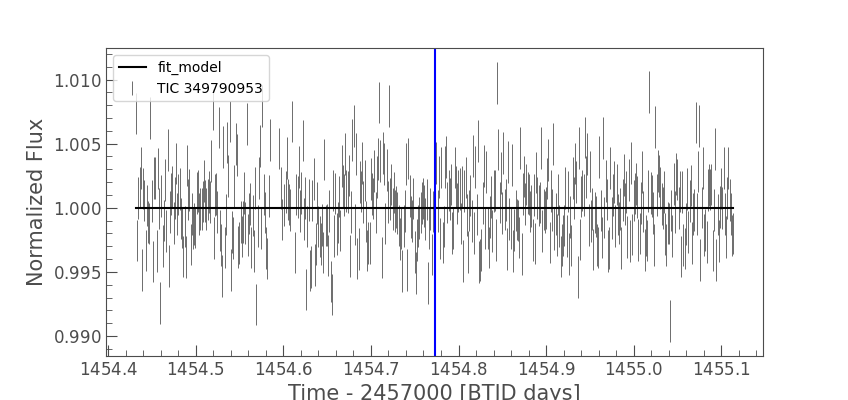 fit_model
TIC 349790953
1.010
1.005
1.000
0.995
0.990
Normalized Flux
1454.4 1454.5 1454.6 1454.7 1454.8 1454.9 1455.0 1455.1
Time - 2457000 [BTJD days]